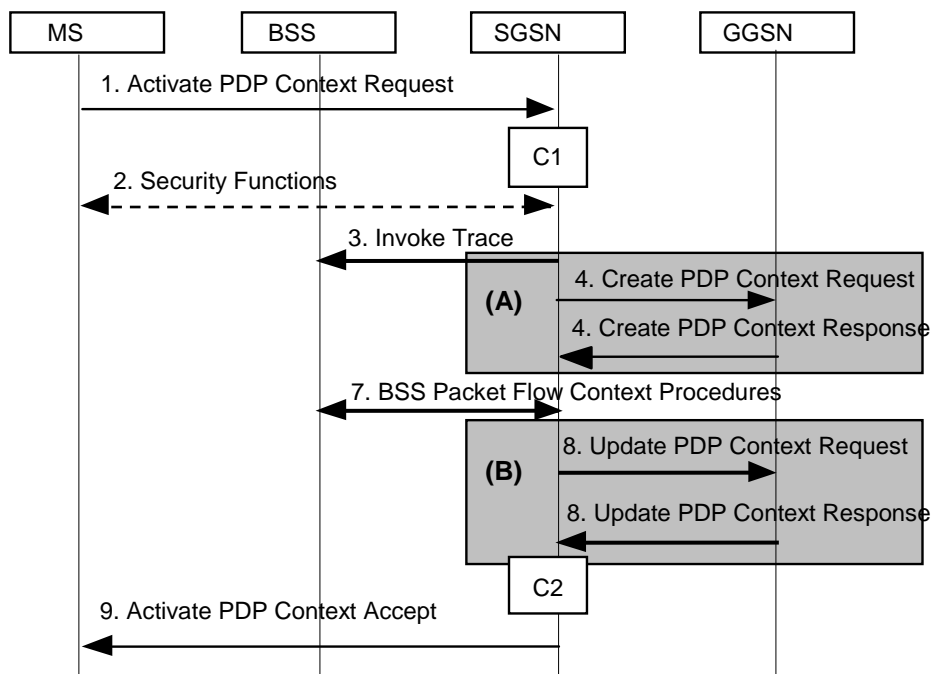 MS
BSS
SGSN
GGSN
1. Activate PDP Context Request
C1
2. Security Functions
3. Invoke Trace
(A)
4. Create PDP Context Request
4. Create PDP Context Response
7. BSS Packet Flow Context Procedures
(B)
8. Update PDP Context Request
8. Update PDP Context Response
C2
9. Activate PDP Context Accept